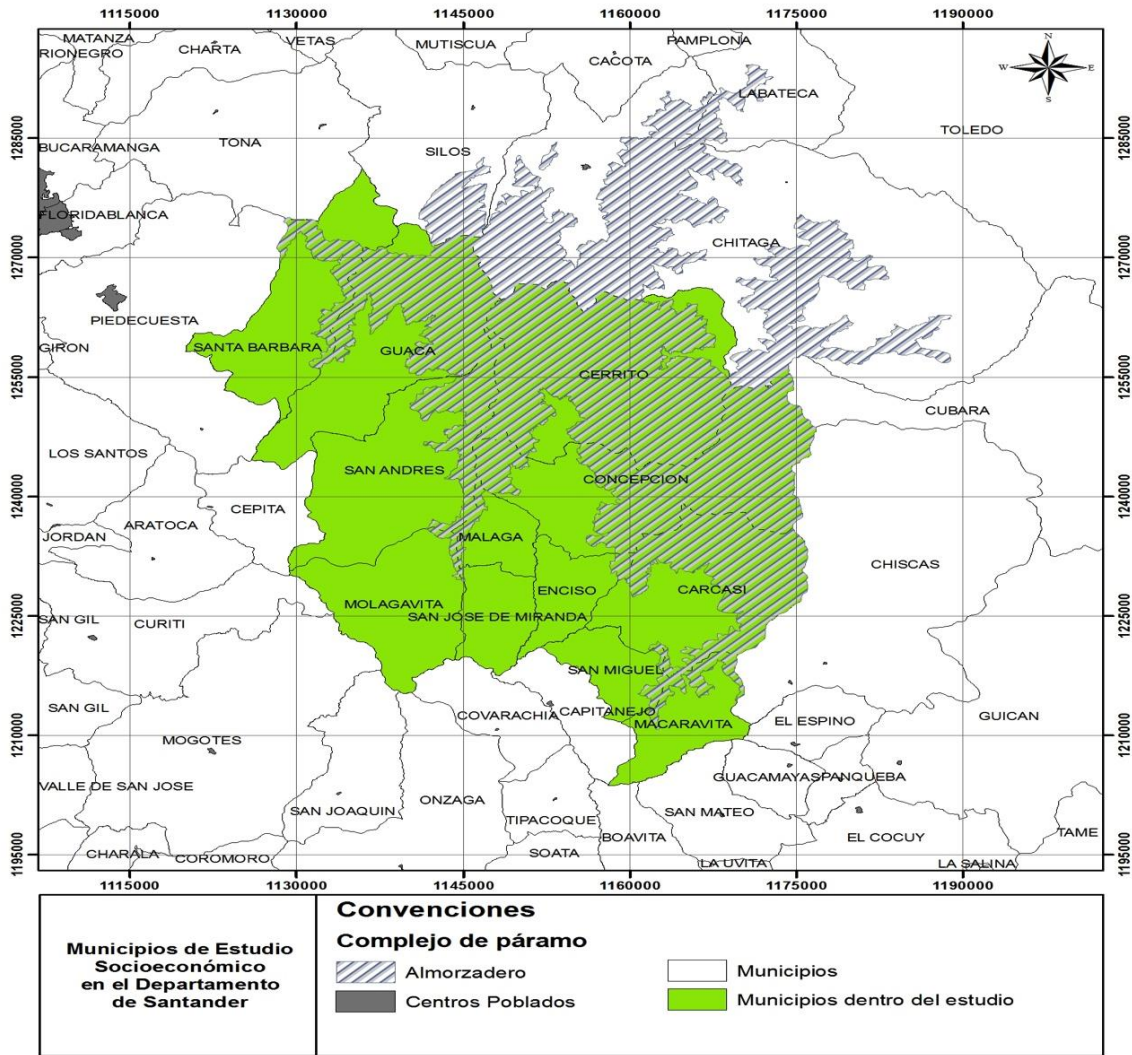 1115000 1130000 1145000 1160000 1175000 1190000
MATANZA
RIONEGRO
CHARTA
VETAS
MUTISCUA
PAMPLONA
CACOTA
LABATECA
N
W E
S
1285000
1285000
BUCARAMANGA
TONA
SILOS
TOLEDO
FLORIDABLANCA
CHITAGA
1270000
1270000
PIEDECUESTA
GIRON
SANTA BARBARA
GUACA
CERRITO
1255000
1255000
CUBARA
LOS SANTOS
SAN ANDRES
CONCEPCION
1240000
1240000
CEPITA
ARATOCA
JORDAN
MALAGA
CHISCAS
ENCISO
CARCASI
MOLAGAVITA
SAN JOSE DE MIRANDA
1225000
1225000
SAN GIL
CURITI
SAN MIGUEL
SAN GIL
COVARACHIA
CAPITANEJO
MACARAVITA
EL ESPINO
GUICAN
1210000
1210000
MOGOTES
VALLE DE SAN JOSE
GUACAMAYAS
PANQUEBA
SAN JOAQUIN
ONZAGA
TIPACOQUE
SAN MATEO
BOAVITA
EL COCUY
TAME
SOATA
1195000
1195000
CHARALA
COROMORO
LA UVITA
LA SALINA
1115000 1130000 1145000 1160000 1175000 1190000
Municipios de Estudio
Socioeconómico
en el Departamento
de Santander
Convenciones
Complejo de páramo
Almorzadero
Centros Poblados
Municipios
Municipios dentro del estudio